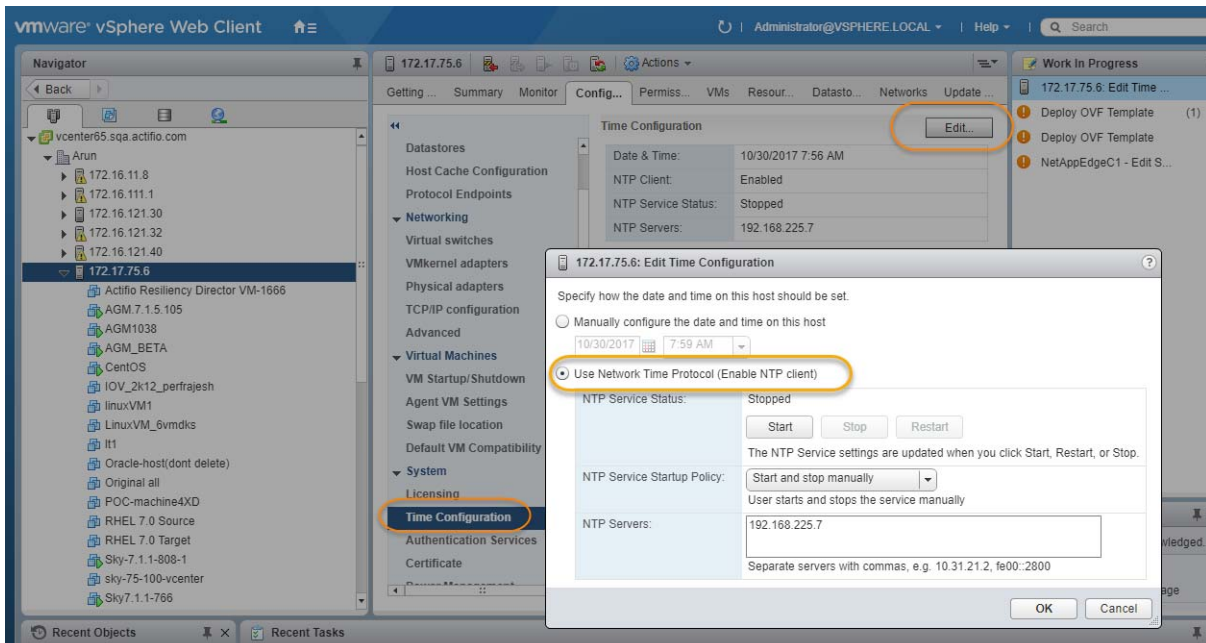 vmware® vSphere Web Client
Administrator@VSPHERE.LOCAL
Help
Search
Navigator
Back
vcenter65.sqa.actifio.com
Arun
172.16.11.8
172.16.111.1
172.16.121.30
172.16.121.32
172.16.121.40
172.17.75.6
Actifio Resiliency Director VM-1666
AGM.7.1.5.105
AGM1038
AGM_BETA
CentOS
IOV_2k12_perfrajesh
linuxVM1
LinuxVM_6vmdks
lt1
Oracle-host(dont delete)
Original all
POC-machine4XD
RHEL 7.0 Source
RHEL 7.0 Target
Sky-7.1.1-808-1
sky-75-100-vcenter
Sky7.1.1-766
172.17.75.6
Actions
Getting ... Summary Monitor Config... Permiss... VMs Resour... Datasto... Networks Update ...
Datastores
Host Cache Configuration
Protocol Endpoints
Networking
Virtual switches
VMkernel adapters
Physical adapters
TCP/IP configuration
Advanced
Virtual Machines
VM Startup/Shutdown
Agent VM Settings
Swap file location
Default VM Compatibility
System
Licensing
Time Configuration
Authentication Services
Certificate
Time Configuration
Edit...
Date & Time: 10/30/2017 7:56 AM
NTP Client: Enabled
NTP Service Status: Stopped
NTP Servers: 192.168.225.7
Work In Progress
172.17.75.6: Edit Time ...
Deploy OVF Template (1)
Deploy OVF Template
NetAppEdgeC1 - Edit S...
172.17.75.6: Edit Time Configuration
Specify how the date and time on this host should be set.
Manually configure the date and time on this host
10/30/2017 7:59 AM
Use Network Time Protocol (Enable NTP client)
NTP Service Status: Stopped
Start Stop Restart
The NTP Service settings are updated when you click Start, Restart, or Stop.
NTP Service Startup Policy: Start and stop manually
User starts and stops the service manually
NTP Servers: 192.168.225.7
Separate servers with commas, e.g. 10.31.21.2, fe00::2800
OK Cancel
Recent Objects
Recent Tasks